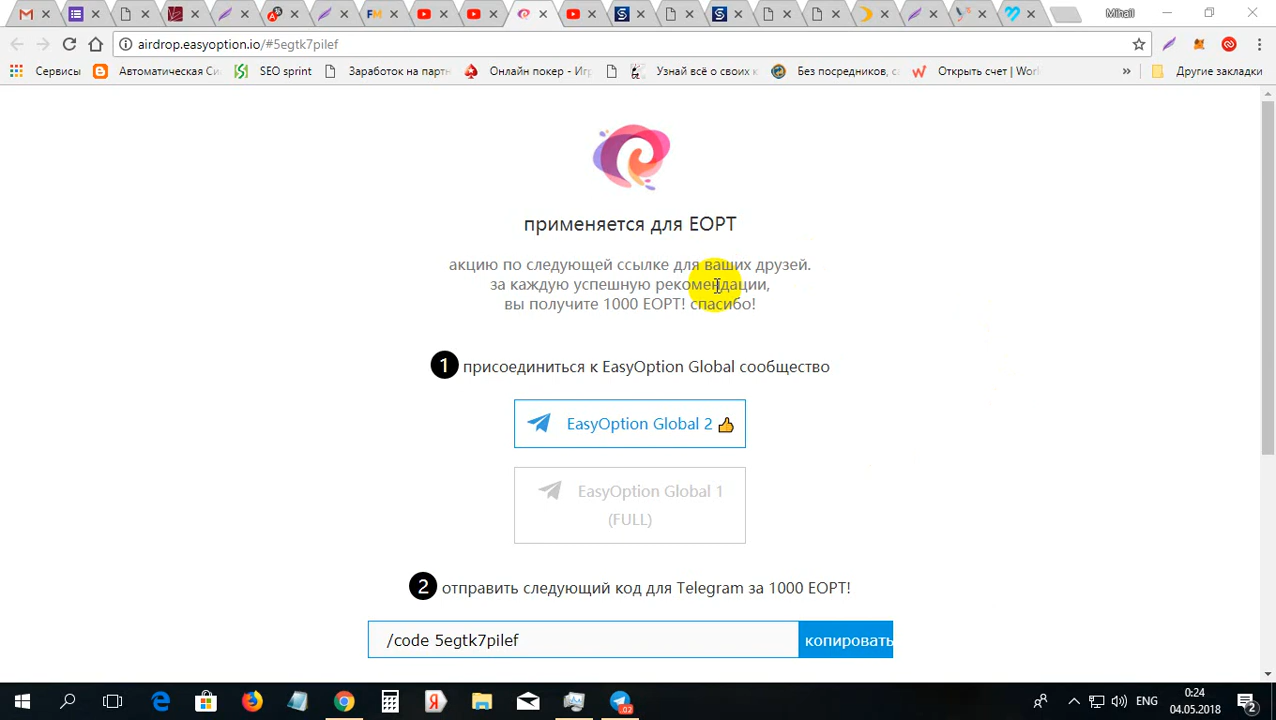 Mihail
airdrop.easyoption.io/#5egtk7pilef
Сервисы
Автоматическая Си
SEO sprint
Заработок на парт
Онлайн покер - Игр
Узнай всё о своих к
Без посредников, с
Открыть счет | Worl
»
Другие закладки
применяется для EOPT
акцию по следующей ссылке для ваших друзей.
за каждую успешную рекомендации,
вы получите 1000 EOPT! спасибо!
1 присоединиться к EasyOption Global сообщество
EasyOption Global 2 👍
EasyOption Global 1
(FULL)
2 отправить следующий код для Telegram за 1000 EOPT!
/code 5egtk7pilef
копировать
ENG
0:24
04.05.2018
2